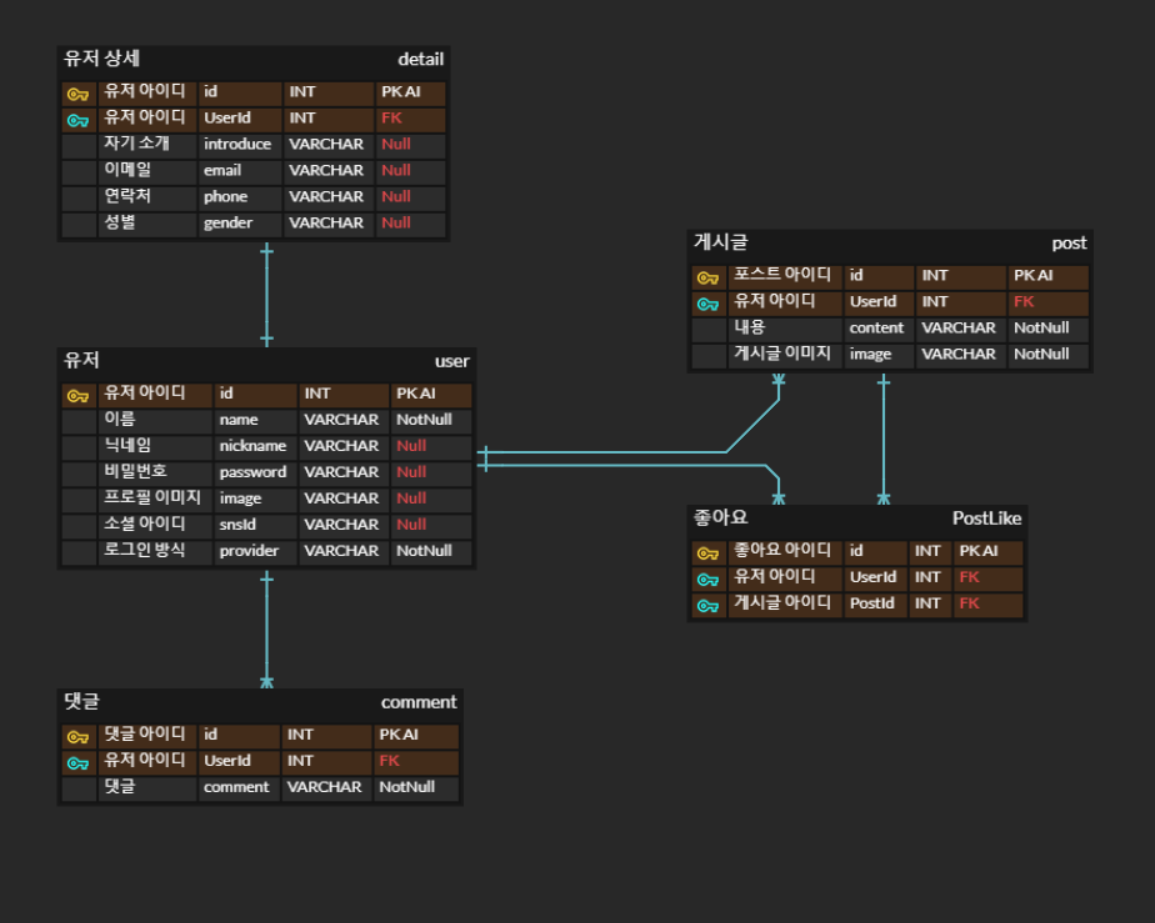 유저 상세 detail
유저 아이디 id INT PK AI
유저 아이디 UserId INT FK
자기 소개 introduce VARCHAR Null
이메일 email VARCHAR Null
연락처 phone VARCHAR Null
성별 gender VARCHAR Null
게시글 post
포스트 아이디 id INT PK AI
유저 아이디 UserId INT FK
내용 content VARCHAR NotNull
게시글 이미지 image VARCHAR NotNull
유저 user
유저 아이디 id INT PK AI
이름 name VARCHAR NotNull
닉네임 nickname VARCHAR Null
비밀번호 password VARCHAR Null
프로필 이미지 image VARCHAR Null
소셜 아이디 snsId VARCHAR Null
로그인 방식 provider VARCHAR NotNull
좋아요 PostLike
좋아요 아이디 id INT PK AI
유저 아이디 UserId INT FK
게시글 아이디 PostId INT FK
댓글 comment
댓글 아이디 id INT PK AI
유저 아이디 UserId INT FK
댓글 comment VARCHAR NotNull